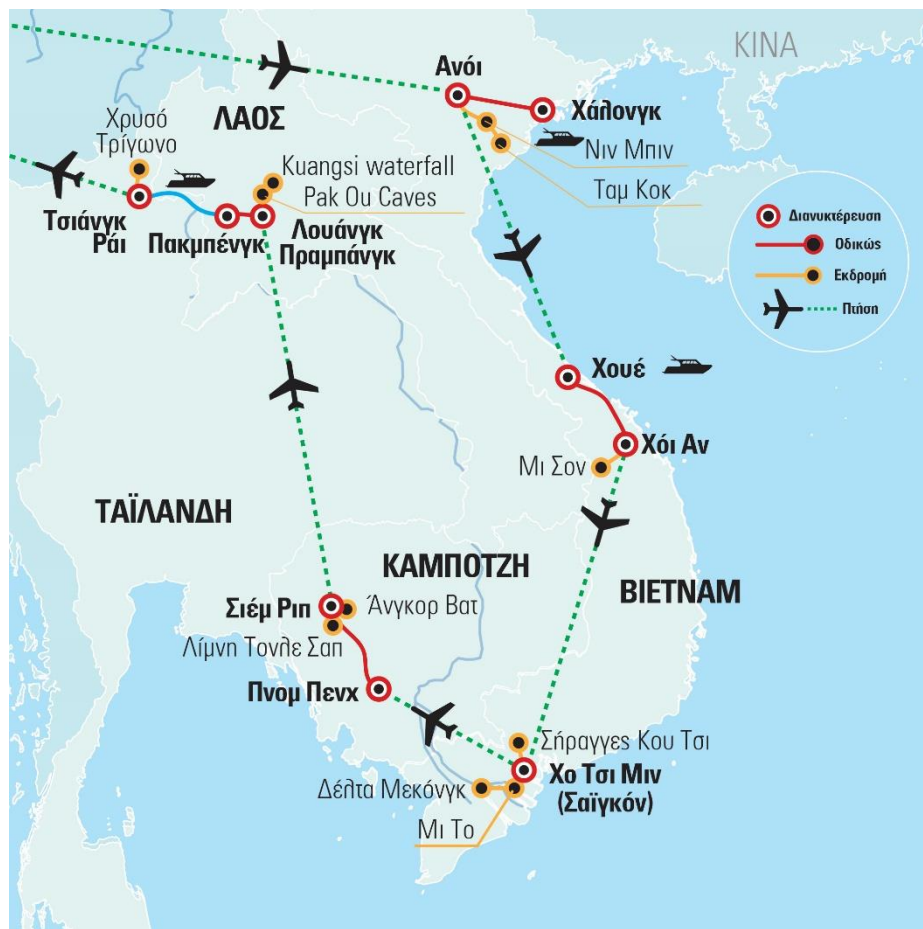 ΚΙΝΑ
Ανόι
Χάλονγκ
ΛΑΟΣ
Χρυσό
Τρίγωνο
Νιν Μπιν
Kuangsi waterfall
Pak Ou Caves
Ταμ Κοκ
Τσιάνγκ
Ράι
Πακμπένγκ
Λουάνγκ
Πραμπάνγκ
Διανυκτέρευση
Οδικώς
Εκδρομή
Πτήση
Χουέ
Χόι Αν
Μι Σον
ΤΑΪΛΑΝΔΗ
ΚΑΜΠΟΤΖΗ
ΒΙΕΤΝΑΜ
Σιέμ Ριπ
Άνγκορ Βατ
Λίμνη Τονλε Σαπ
Πνομ Πενχ
Σήραγγες Κου Τσι
Χο Τσι Μιν
(Σαϊγκόν)
Δέλτα Μεκόνγκ
Μι Το